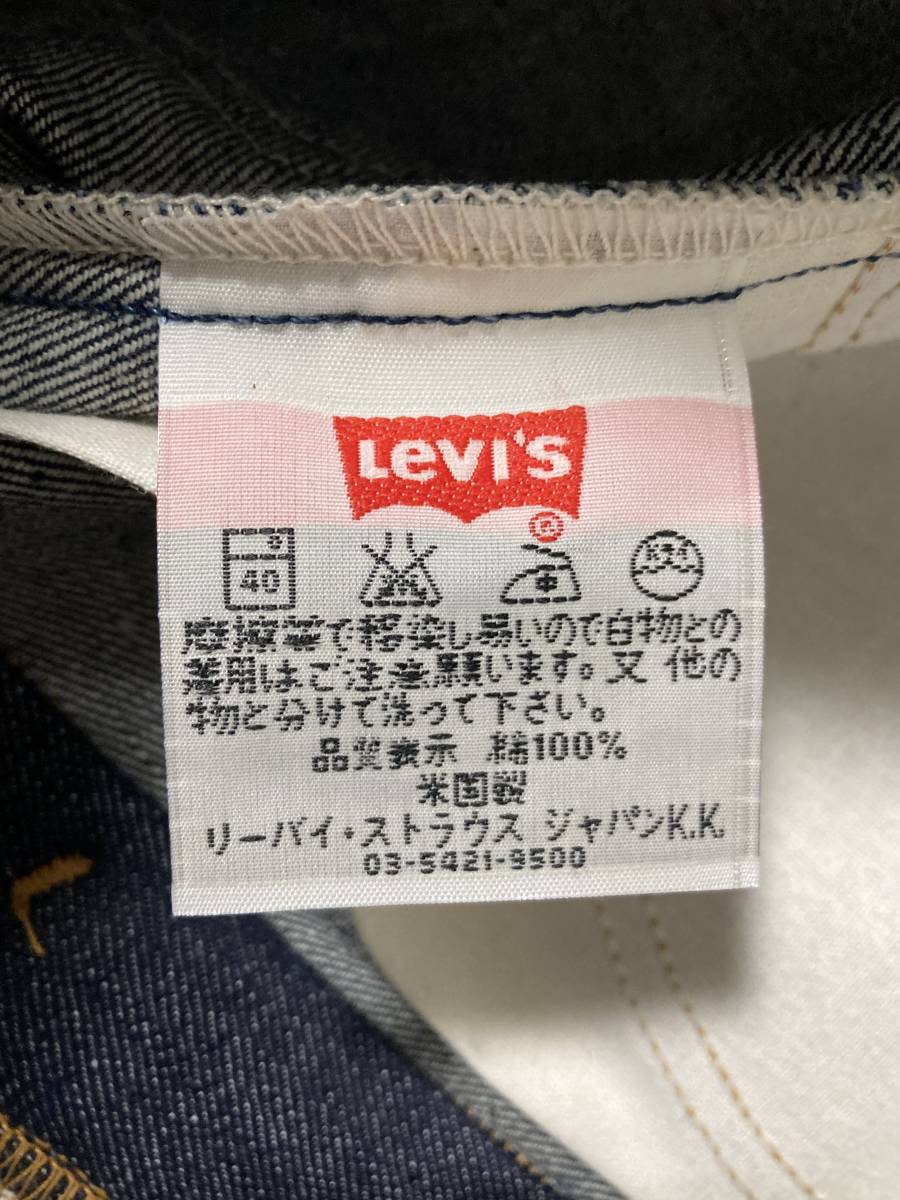 Levi's
®
40
摩擦等で移染し易いので白物との
着用はご注意願います。又 他の
物と分けて洗って下さい。
品質表示 綿100%
米国製
リーバイ・ストラウス ジャパンK.K.
03-5421-9500